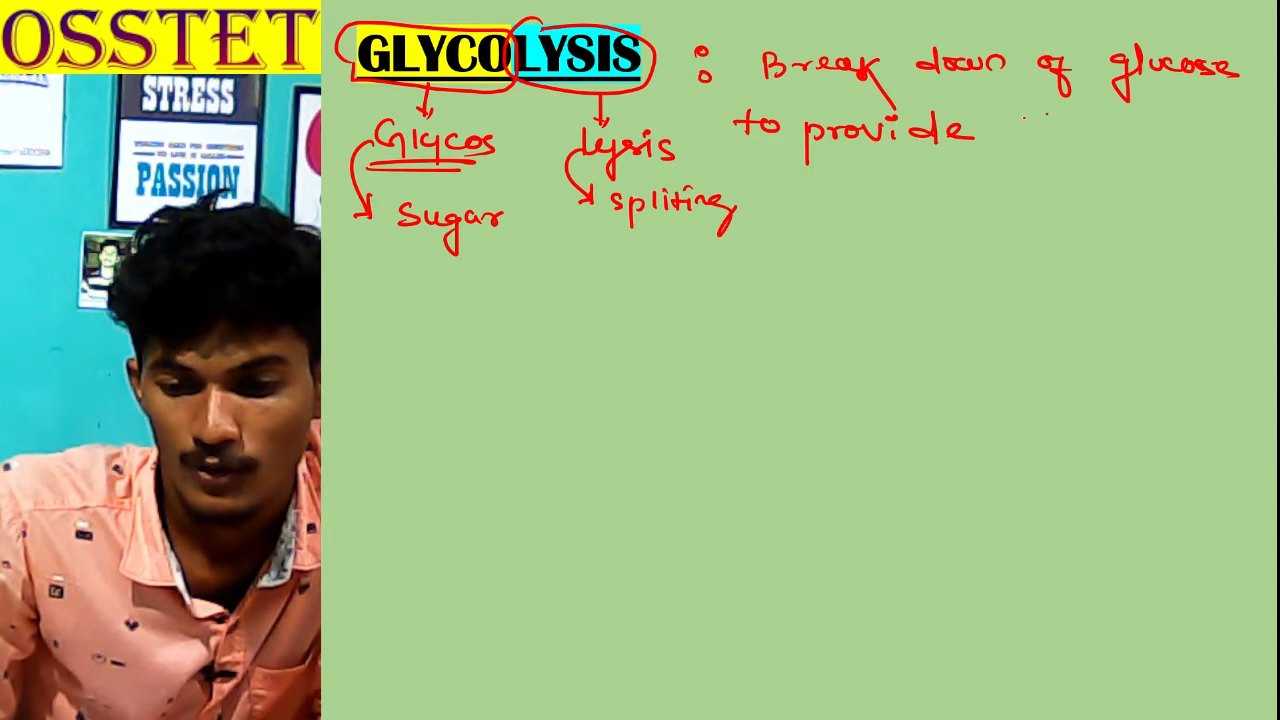 OSSTET
STRESS
PASSION
GLYCOLYSIS : Break down of glucose
to provide
Glycos Lysis
Sugar spliting